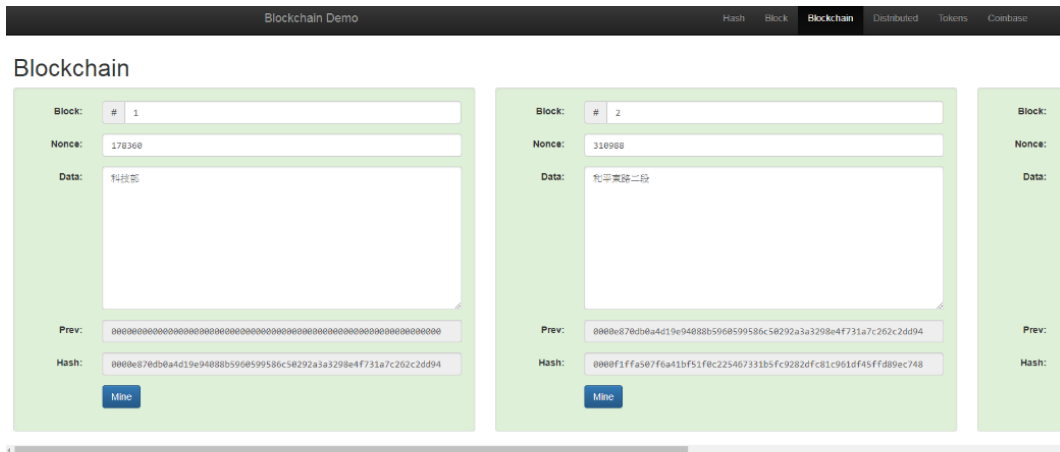 Blockchain Demo
Hash Block Blockchain Distributed Tokens Coinbase
Blockchain
Block: # 1
Nonce: 178360
Data: 科技部
Prev: 0000000000000000000000000000000000000000000000000000000000000000
Hash: 0000e870db0a4d19e94088b5960599586c50292a3a3298e4f731a7c262c2dd94
Mine
Block: # 2
Nonce: 310988
Data: 和平東路二段
Prev: 0000e870db0a4d19e94088b5960599586c50292a3a3298e4f731a7c262c2dd94
Hash: 0000f1ffa507f6a41bf51f0c225467331b5fc9282dfc81c961df45ffd89ec748
Mine
Block:
Nonce:
Data:
Prev:
Hash: